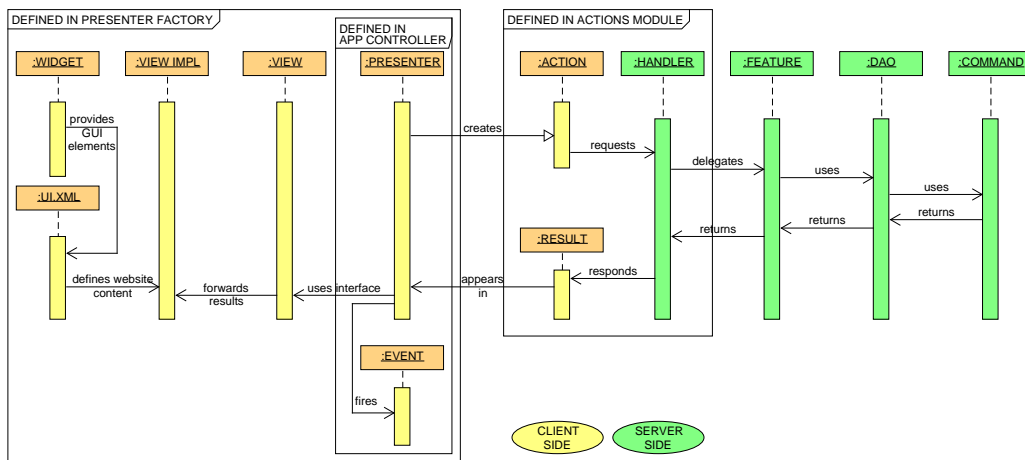 DEFINED IN PRESENTER FACTORY
DEFINED IN
APP CONTROLLER
DEFINED IN ACTIONS MODULE
:WIDGET
:VIEW IMPL
:VIEW
:PRESENTER
:ACTION
:HANDLER
:FEATURE
:DAO
:COMMAND
provides
GUI
elements
creates
requests
delegates
uses
uses
returns
returns
returns
:UI.XML
:RESULT
responds
appears
in
defines website
content
forwards
results
uses interface
:EVENT
fires
CLIENT
SIDE
SERVER
SIDE